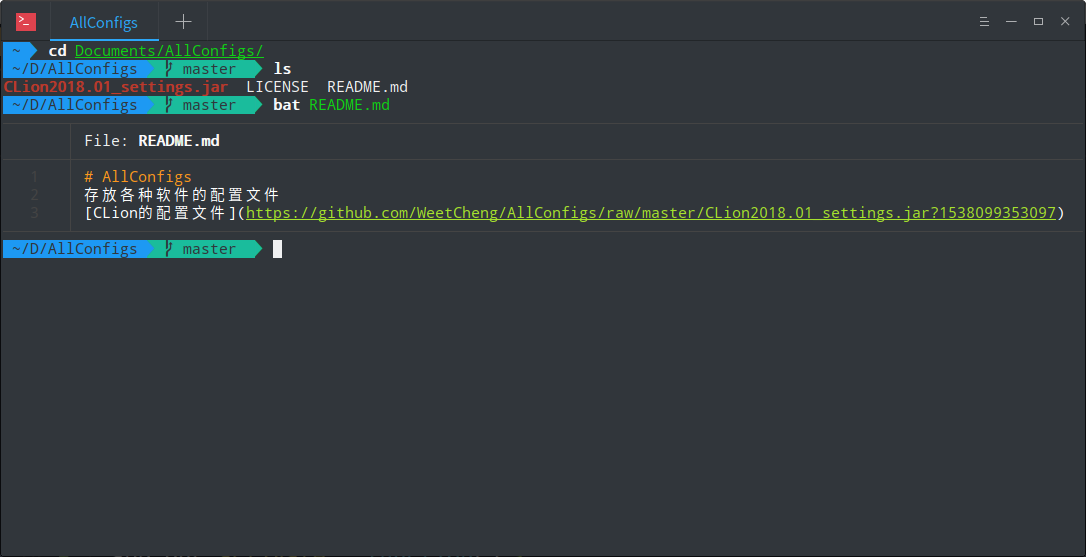 AllConfigs
~ cd Documents/AllConfigs/
~/D/AllConfigs master ls
CLion2018.01_settings.jar LICENSE README.md
~/D/AllConfigs master bat README.md
File: README.md
1 # AllConfigs
2 存放各种软件的配置文件
3 [CLion的配置文件](https://github.com/WeetCheng/AllConfigs/raw/master/CLion2018.01_settings.jar?1538099353097)
~/D/AllConfigs master